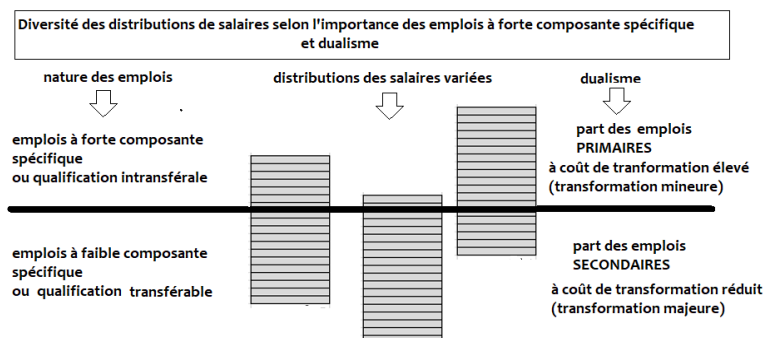 Diversité des distributions de salaires selon l'importance des emplois à forte composante spécifique
et dualisme
nature des emplois
distributions des salaires variées
dualisme
emplois à forte composante
spécifique
ou qualification intransférale
part des emplois
PRIMAIRES
à coût de tranformation élevé
(transformation mineure)
emplois à faible composante
spécifique
ou qualification transférable
part des emplois
SECONDAIRES
à coût de transformation réduit
(transformation majeure)